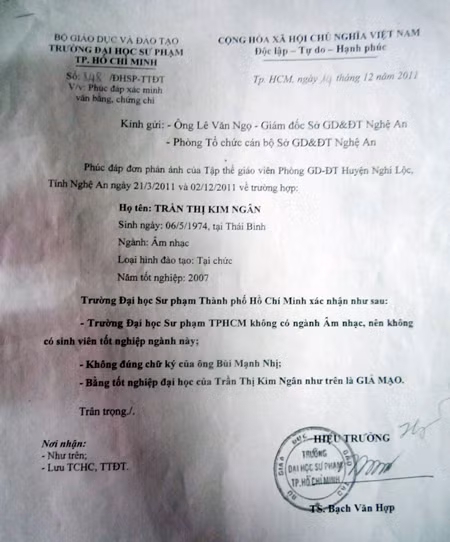 BỘ GIÁO DỤC VÀ ĐÀO TẠO
TRƯỜNG ĐẠI HỌC SƯ PHẠM
TP. HỒ CHÍ MINH
Số: /ĐHSP-TTĐT
V/v: Phúc đáp xác minh
văn bằng, chứng chỉ
CỘNG HÒA XÃ HỘI CHỦ NGHĨA VIỆT NAM
Độc lập – Tự do – Hạnh phúc
Tp. HCM, ngày tháng 12 năm 2011
Kính gửi: - Ông Lê Văn Ngọ - Giám đốc Sở GD&ĐT Nghệ An
- Phòng Tổ chức cán bộ Sở GD&ĐT Nghệ An
Phúc đáp đơn phản ánh của Tập thể giáo viên Phòng GD-ĐT Huyện Nghi Lộc,
Tỉnh Nghệ An ngày 21/3/2011 và 02/12/2011 về trường hợp:
Họ tên: TRẦN THỊ KIM NGÂN
Sinh ngày: 06/5/1974, tại Thái Bình
Ngành: Âm nhạc
Loại hình đào tạo: Tại chức
Năm tốt nghiệp: 2007
Trường Đại học Sư phạm Thành phố Hồ Chí Minh xác nhận như sau:
- Trường Đại học Sư phạm TPHCM không có ngành Âm nhạc, nên không
có sinh viên tốt nghiệp ngành này;
- Không đúng chữ ký của ông Bùi Mạnh Nhị;
- Bằng tốt nghiệp đại học của Trần Thị Kim Ngân như trên là GIẢ MẠO.
Trân trọng./.
Nơi nhận:
- Như trên;
- Lưu TCHC, TTĐT.
HIỆU TRƯỞNG
TRƯỜNG
ĐẠI HỌC SƯ PHẠM
TP.HỒ CHÍ MINH
TS. Bạch Văn Hợp